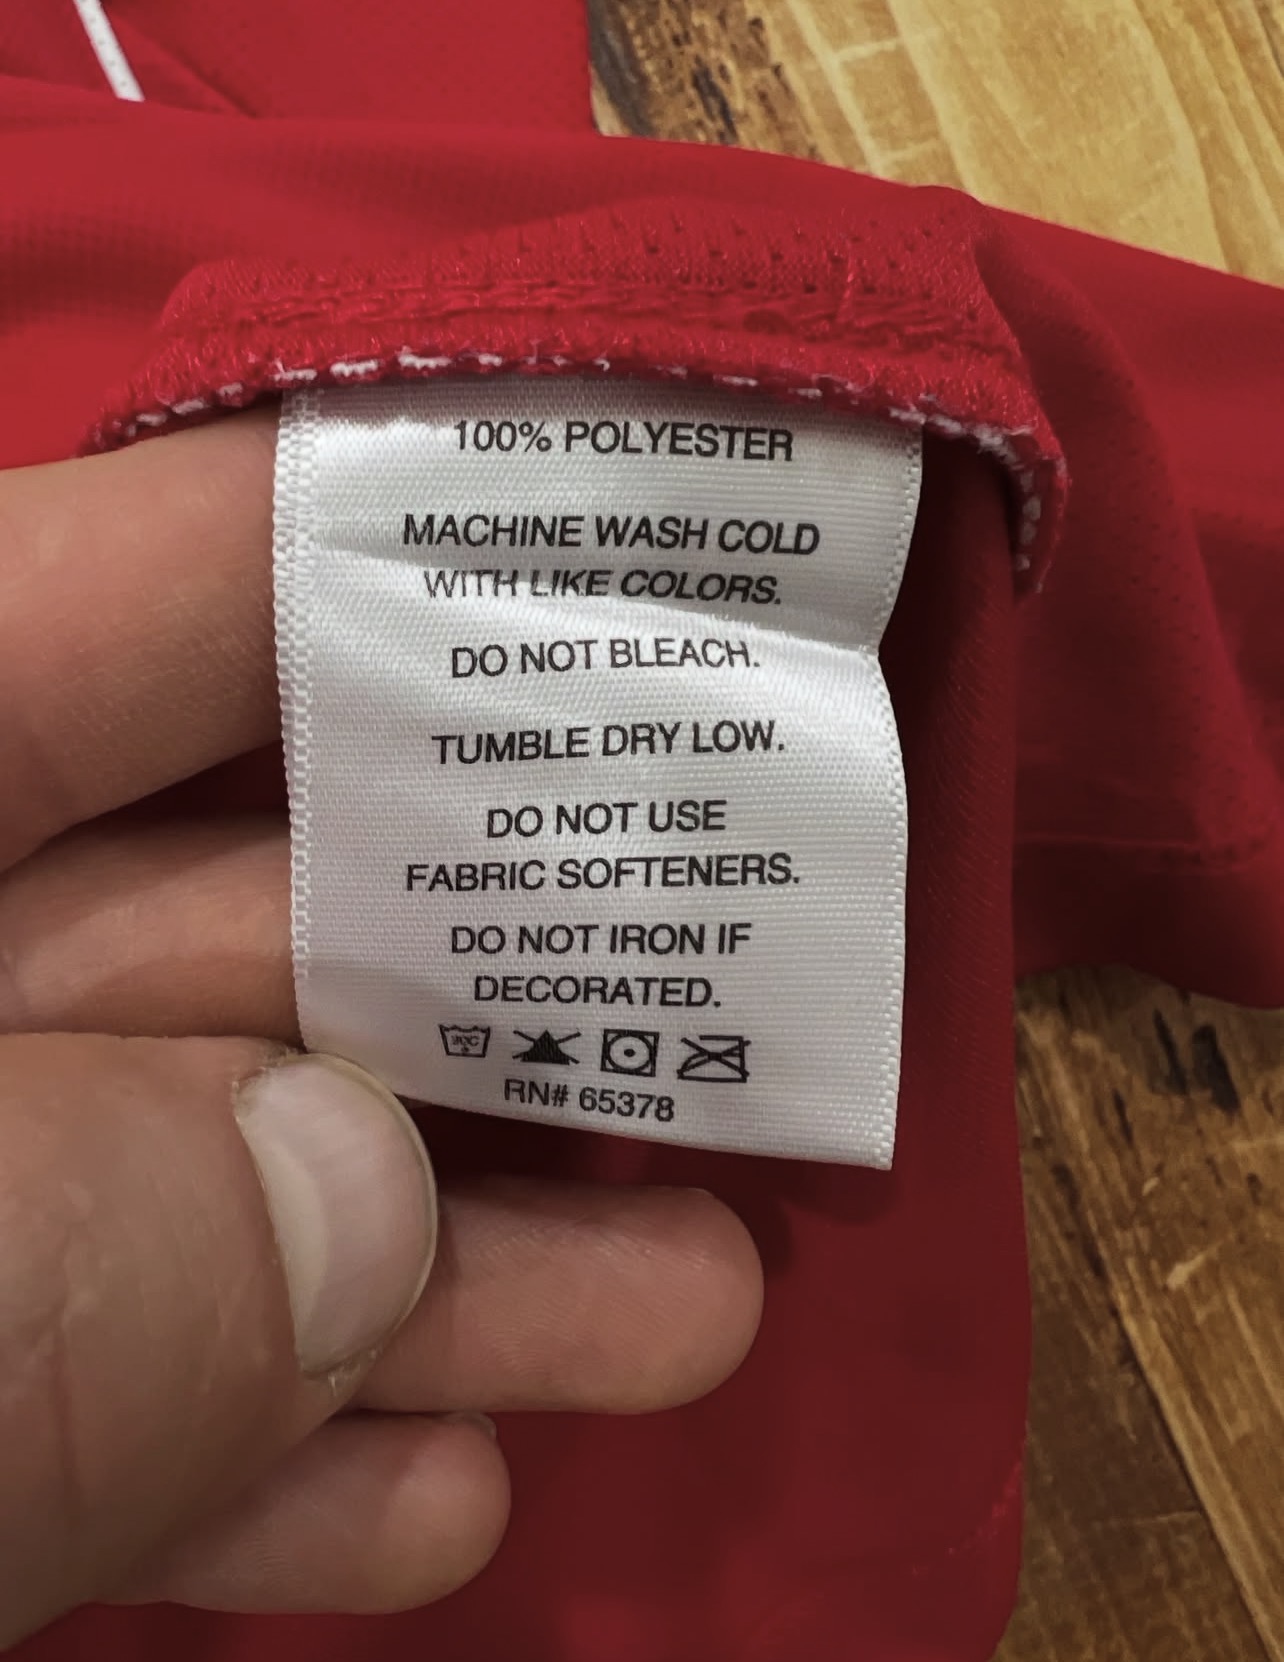 100% POLYESTER
MACHINE WASH COLD
WITH LIKE COLORS.
DO NOT BLEACH.
TUMBLE DRY LOW.
DO NOT USE
FABRIC SOFTENERS.
DO NOT IRON IF
DECORATED.
RN# 65378